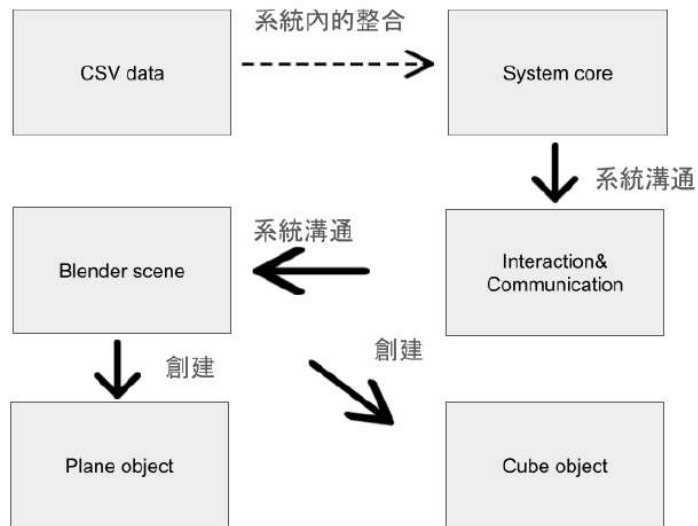 系統內的整合
CSV data
System core
系統溝通
系統溝通
Blender scene
Interaction&
Communication
創建
創建
Plane object
Cube object